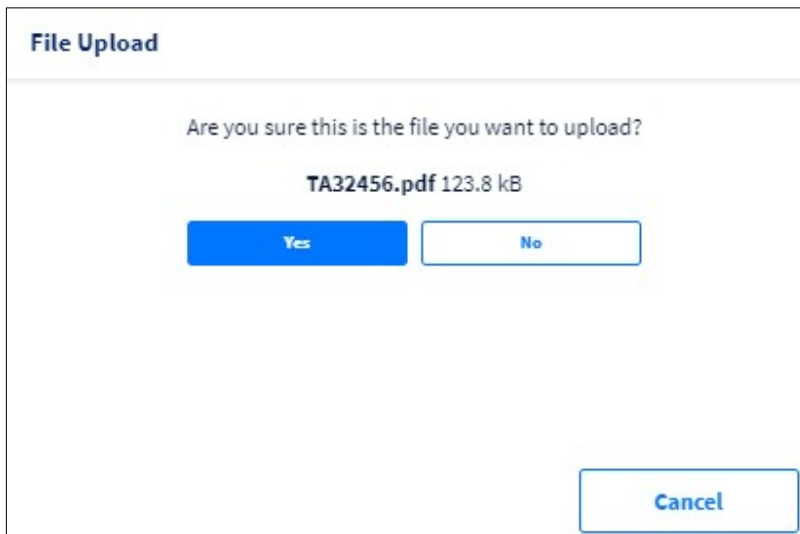 File Upload
Are you sure this is the file you want to upload?
TA32456.pdf 123.8 kB
Yes No
Cancel